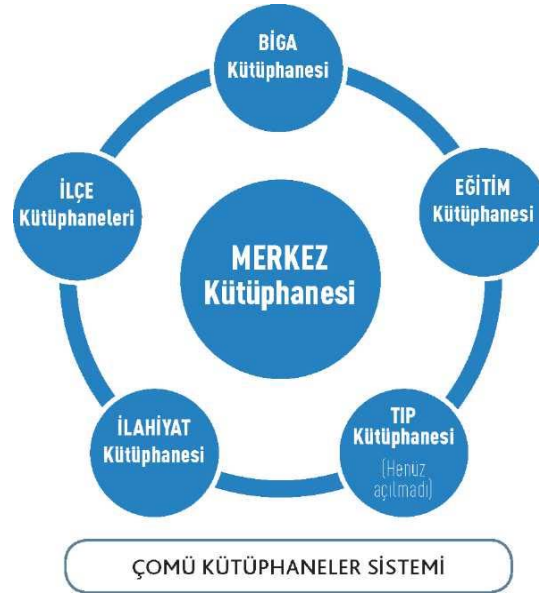 BİGA
Kütüphanesi
İLÇE
Kütüphaneleri
EĞİTİM
Kütüphanesi
MERKEZ
Kütüphanesi
İLAHİYAT
Kütüphanesi
TIP
Kütüphanesi
(Henüz
açılmadı)
ÇOMÜ KÜTÜPHANELER SİSTEMİ